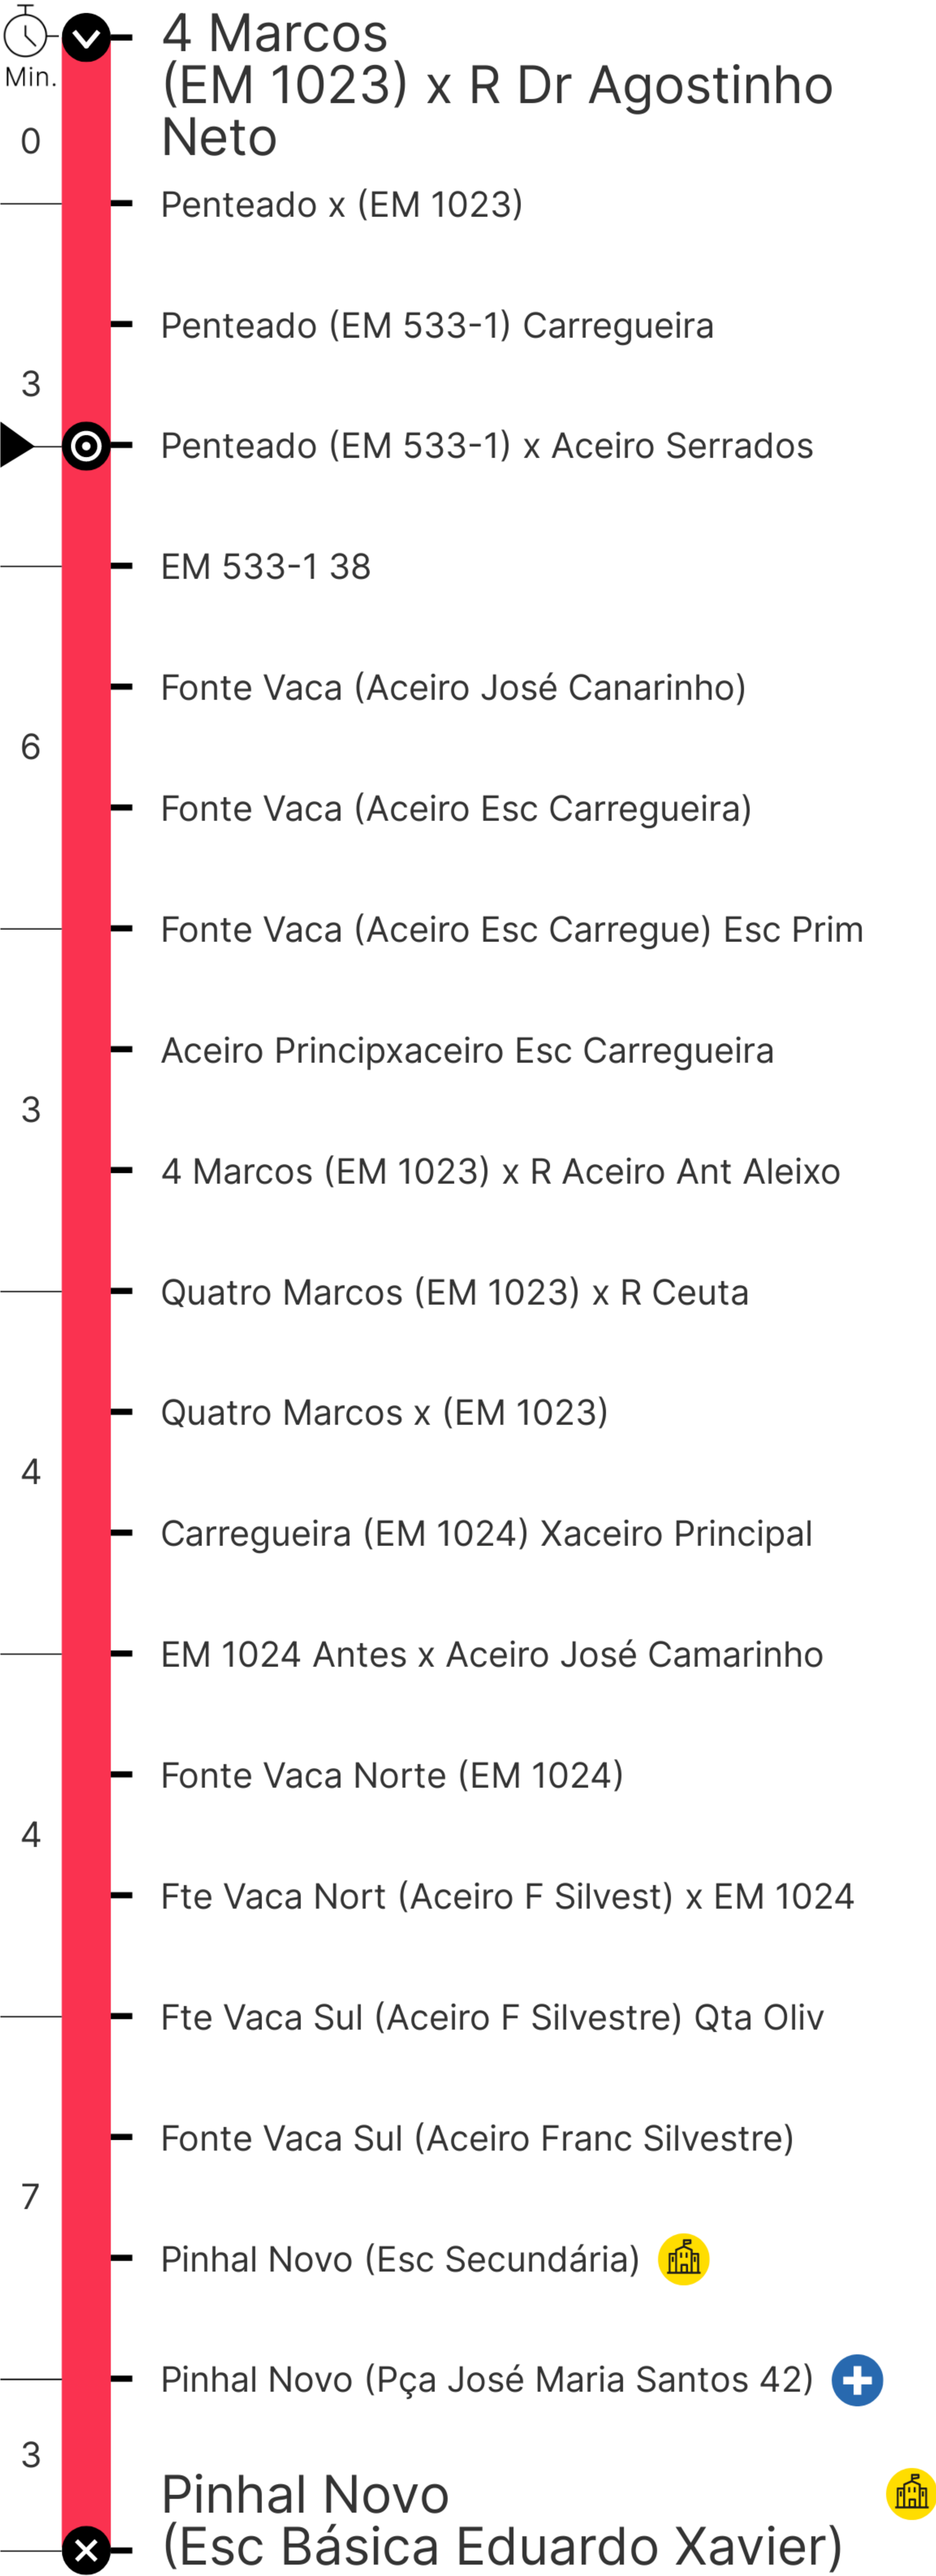 4 Marcos
(EM 1023) x R Dr Agostinho
Neto
Min.
0
Penteado x (EM 1023)
Penteado (EM 533-1) Carregueira
3
Penteado (EM 533-1) x Aceiro Serrados
EM 533-1 38
Fonte Vaca (Aceiro José Canarinho)
6
Fonte Vaca (Aceiro Esc Carregueira)
Fonte Vaca (Aceiro Esc Carregue) Esc Prim
Aceiro Principxaceiro Esc Carregueira
3
4 Marcos (EM 1023) x R Aceiro Ant Aleixo
Quatro Marcos (EM 1023) x R Ceuta
Quatro Marcos x (EM 1023)
4
Carregueira (EM 1024) Xaceiro Principal
EM 1024 Antes x Aceiro José Camarinho
Fonte Vaca Norte (EM 1024)
4
Fte Vaca Nort (Aceiro F Silvest) x EM 1024
Fte Vaca Sul (Aceiro F Silvestre) Qta Oliv
Fonte Vaca Sul (Aceiro Franc Silvestre)
7
Pinhal Novo (Esc Secundária)
Pinhal Novo (Pça José Maria Santos 42)
3
Pinhal Novo
(Esc Básica Eduardo Xavier)